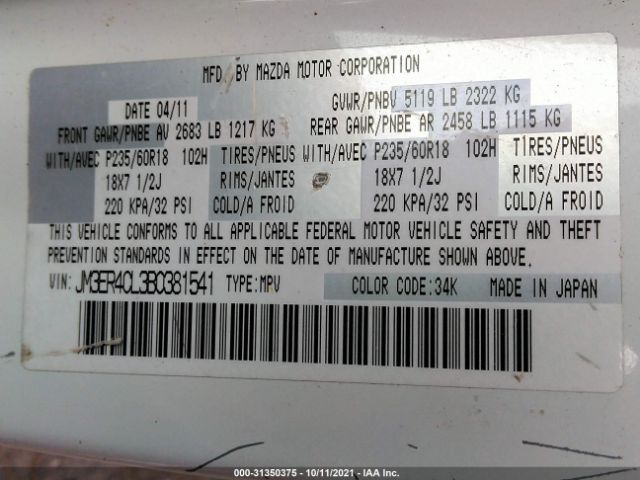 MFD. BY MAZDA MOTOR CORPORATION
DATE 04/11 GVWR/PNBV 5119 LB 2322 KG
FRONT GAWR/PNBE AV 2683 LB 1217 KG REAR GAWR/PNBE AR 2458 LB 1115 KG
WITH/AVEC P235/60R18 102H TIRES/PNEUS WITH/AVEC P235/60R18 102H TIRES/PNEUS
18X7 1/2J RIMS/JANTES 18X7 1/2J RIMS/JANTES
220 KPA/32 PSI COLD/A FROID 220 KPA/32 PSI COLD/A FROID
THIS VEHICLE CONFORMS TO ALL APPLICABLE FEDERAL MOTOR VEHICLE SAFETY AND THEFT
PREVENTION STANDARDS IN EFFECT ON THE DATE OF MANUFACTURE SHOWN ABOVE.
VIN: JM3ER4CL3B0381541 TYPE:MPV COLOR CODE:34K MADE IN JAPAN
000-31350375 - 10/11/2021 - IAA Inc.